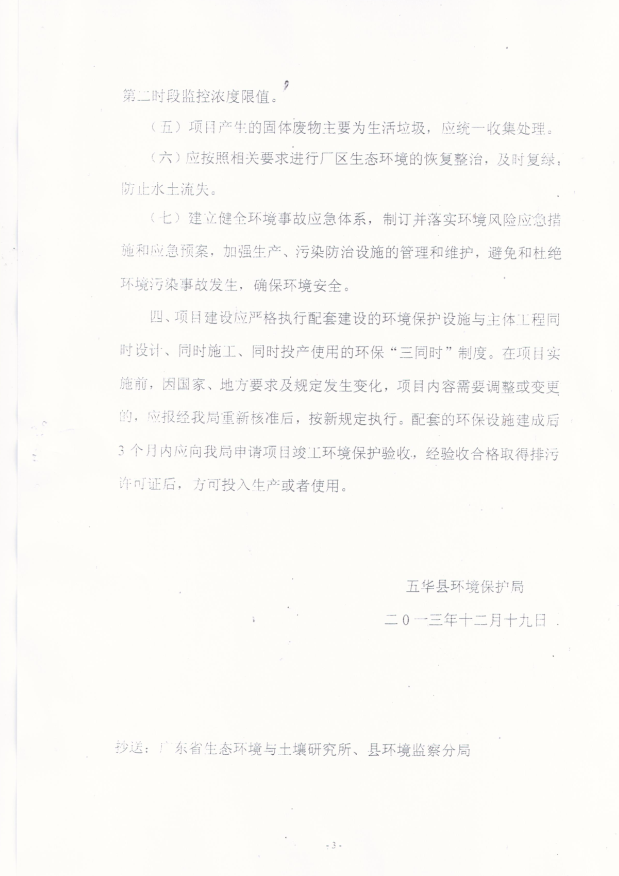 第二时段监控浓度限值。
（五）项目产生的固体废物主要为生活垃圾，应统一收集处理。
（六）应按照相关要求进行厂区生态环境的恢复整治，及时复绿，
防止水土流失。
（七）建立健全环境事故应急体系，制订并落实环境风险应急措
施和应急预案，加强生产、污染防治设施的管理和维护，避免和杜绝
环境污染事故发生，确保环境安全。
四、项目建设应严格执行配套建设的环境保护设施与主体工程同
时设计、同时施工、同时投产使用的环保“三同时”制度。在项目实
施前，因国家、地方要求及规定发生变化，项目内容需要调整或变更
的，应报经我局重新核准后，按新规定执行。配套的环保设施建成后
3 个月内应向我局申请项目竣工环境保护验收，经验收合格取得排污
许可证后，方可投入生产或者使用。
五华县环境保护局
二0一三年十二月十九日
抄送：广东省生态环境与土壤研究所、县环境监察分局
-3-